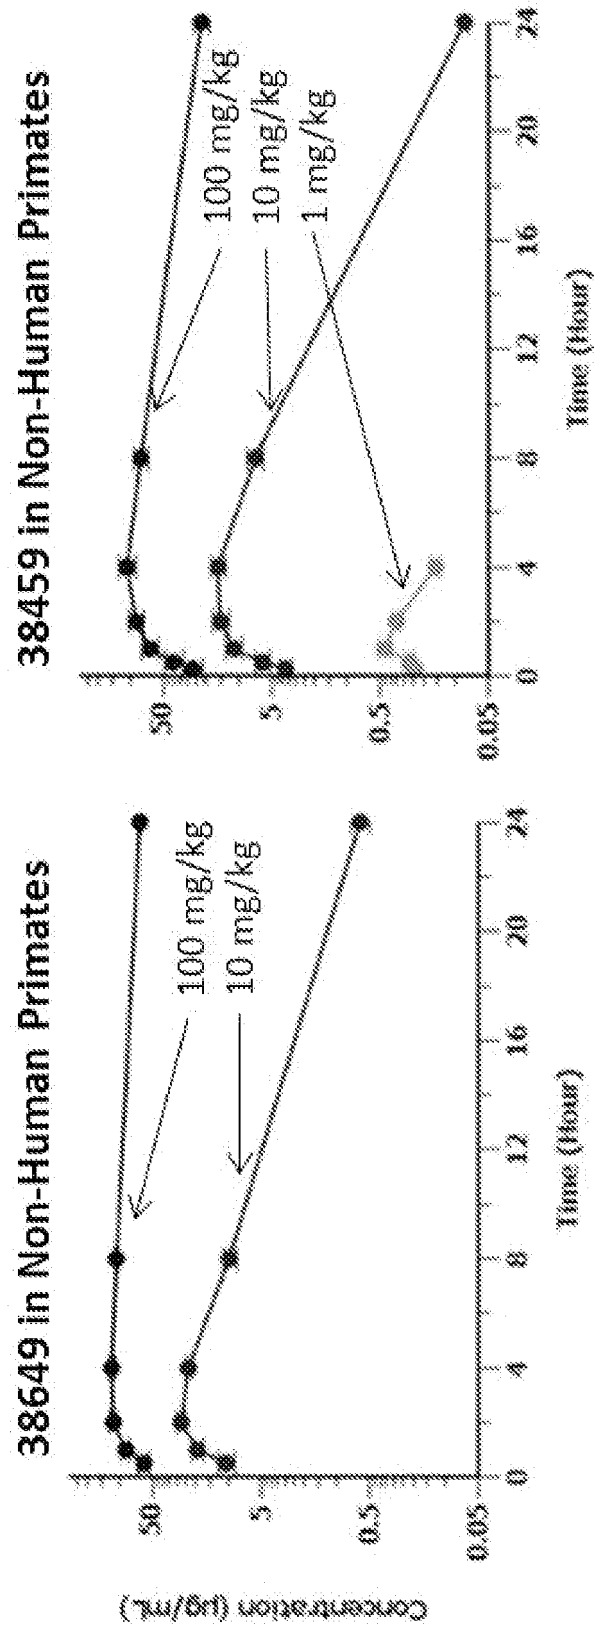 38649 in Non-Human Primates
Concentration (µg/mL)
50
5
0.5
0.05
0
4
8
12
16
20
24
Time (Hour)
100 mg/kg
10 mg/kg
38459 in Non-Human Primates
50
5
0.5
0.05
0
4
8
12
16
20
24
Time (Hour)
100 mg/kg
10 mg/kg
1 mg/kg